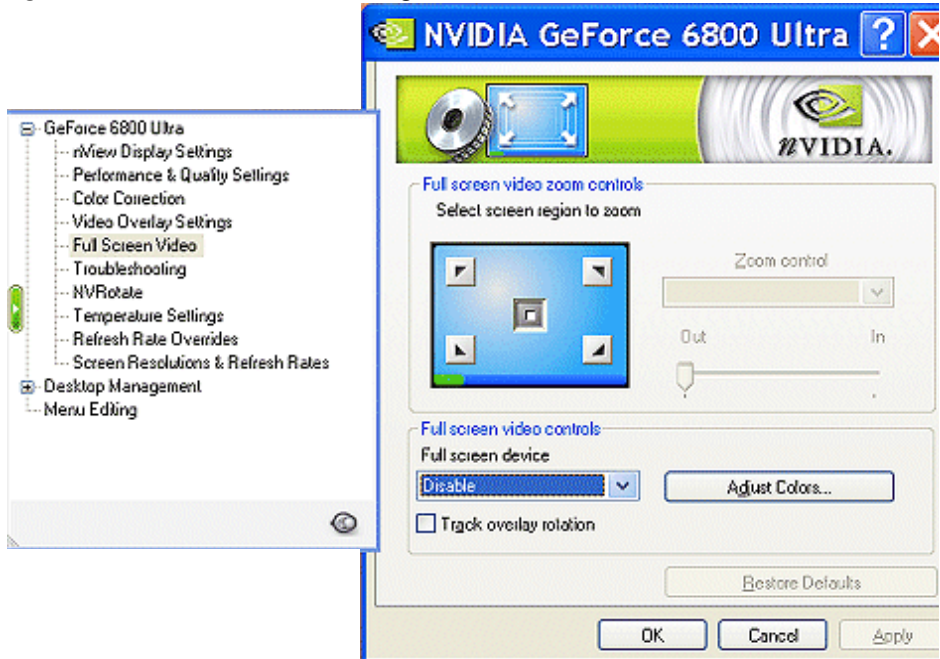 NVIDIA GeForce 6800 Ultra
nVIDIA.
GeForce 6800 Ultra
nView Display Settings
Performance & Quality Settings
Color Correction
Video Overlay Settings
Full Screen Video
Troubleshooting
NVRotate
Temperature Settings
Refresh Rate Overrides
Screen Resolutions & Refresh Rates
Desktop Management
Menu Editing
Full screen video zoom controls
Select screen region to zoom
Zoom control
Out In
Full screen video controls
Full screen device
Disable
Adjust Colors...
Track overlay rotation
Restore Defaults
OK Cancel Apply